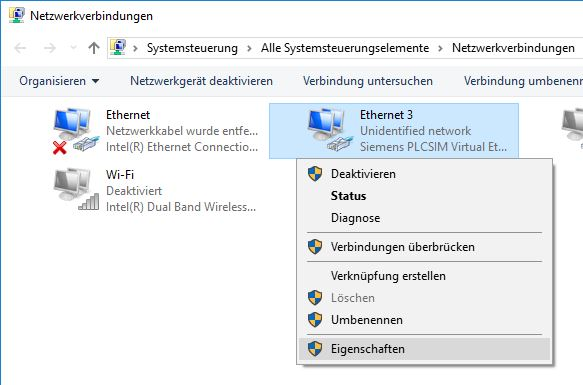 Netzwerkverbindungen
Systemsteuerung > Alle Systemsteuerungselemente > Netzwerkverbindungen
Organisieren Netzwerkgerät deaktivieren Verbindung untersuchen Verbindung umbenenn
Ethernet
Netzwerkkabel wurde entfe...
Intel(R) Ethernet Connectio...
Ethernet 3
Unidentified network
Siemens PLCSIM Virtual Et...
Wi-Fi
Deaktiviert
Intel(R) Dual Band Wireless...
Deaktivieren
Status
Diagnose
Verbindungen überbrücken
Verknüpfung erstellen
Löschen
Umbenennen
Eigenschaften